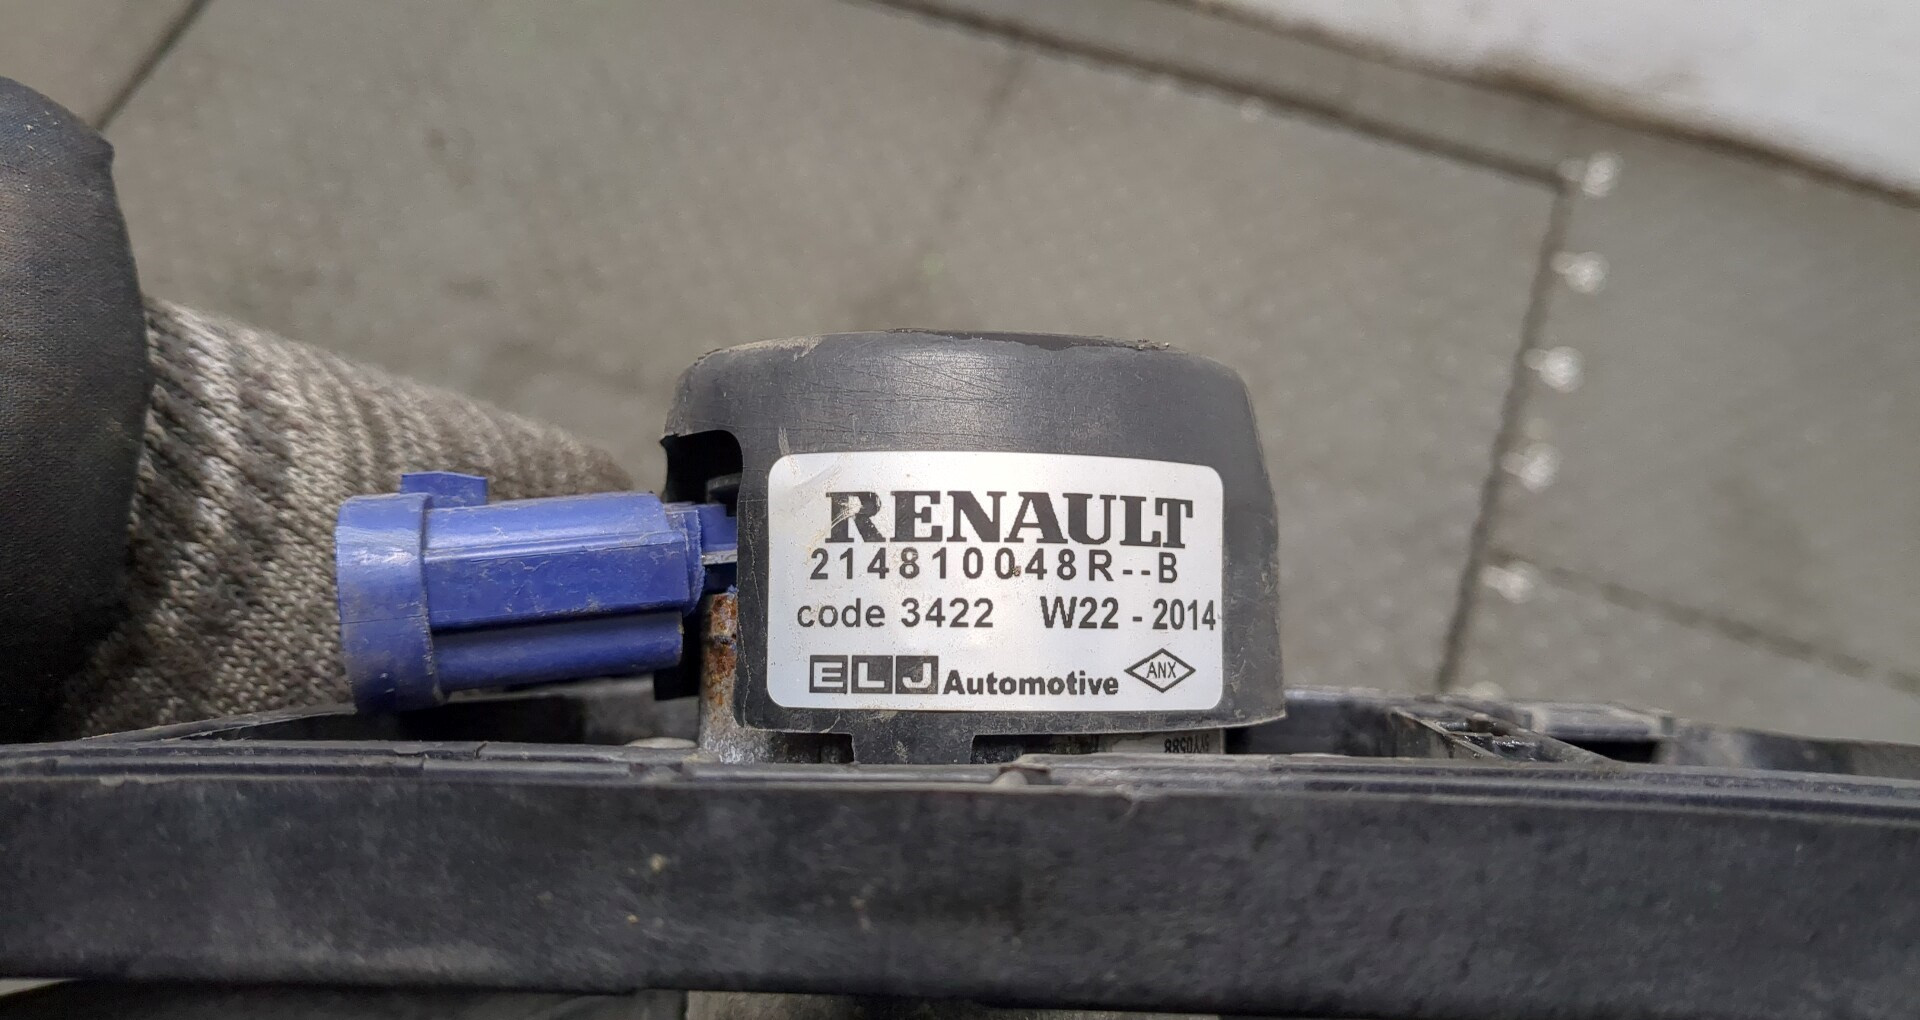 RENAULT
214810048R--B
code 3422 W22 - 2014
ELJ Automotive ANX